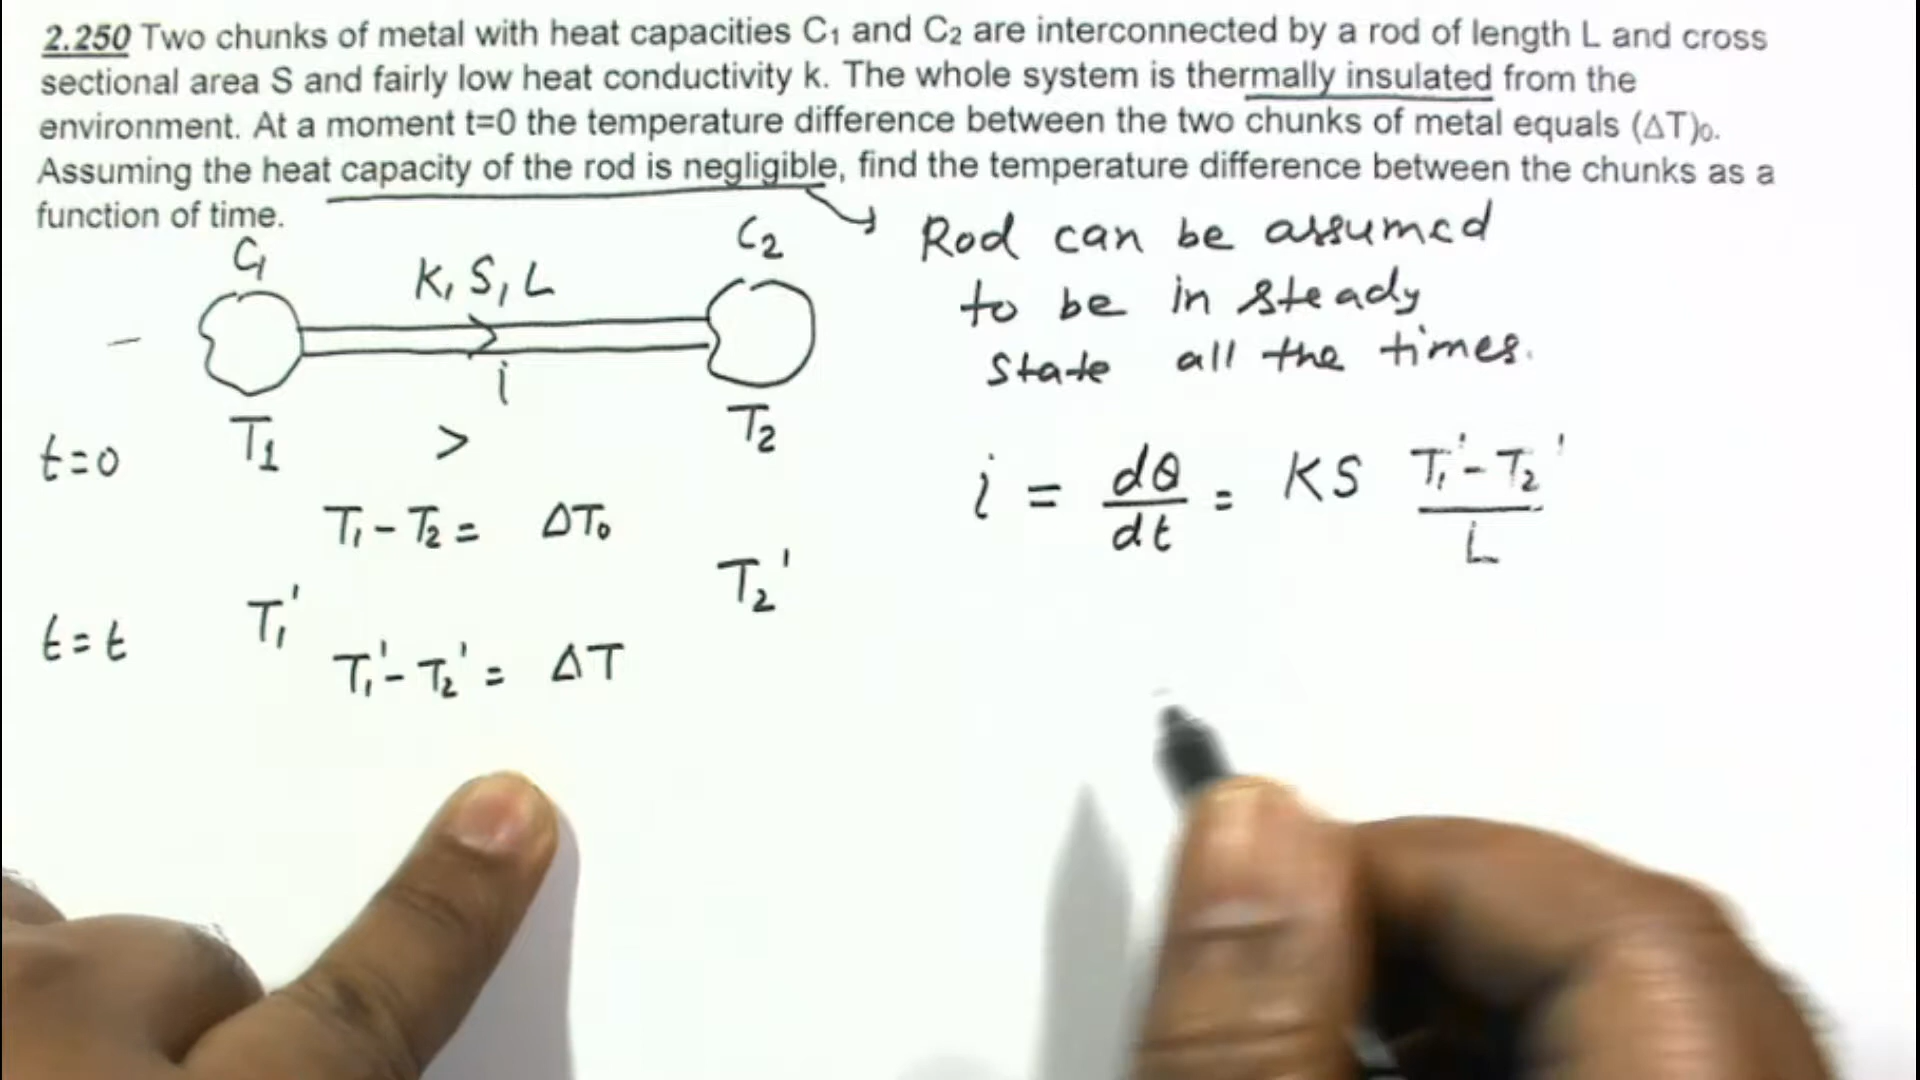 2.250 Two chunks of metal with heat capacities C₁ and C₂ are interconnected by a rod of length L and cross
sectional area S and fairly low heat conductivity k. The whole system is thermally insulated from the
environment. At a moment t=0 the temperature difference between the two chunks of metal equals (ΔT)₀.
Assuming the heat capacity of the rod is negligible, find the temperature difference between the chunks as a
function of time.
C₁ K, S, L C₂
i
t=0 T₁ > T₂
T₁ - T₂ = ΔT₀
t=t T₁' T₂'
T₁' - T₂' = ΔT
Rod can be assumed
to be in steady
state all the times.
i = dθ/dt = KS (T₁' - T₂')/L